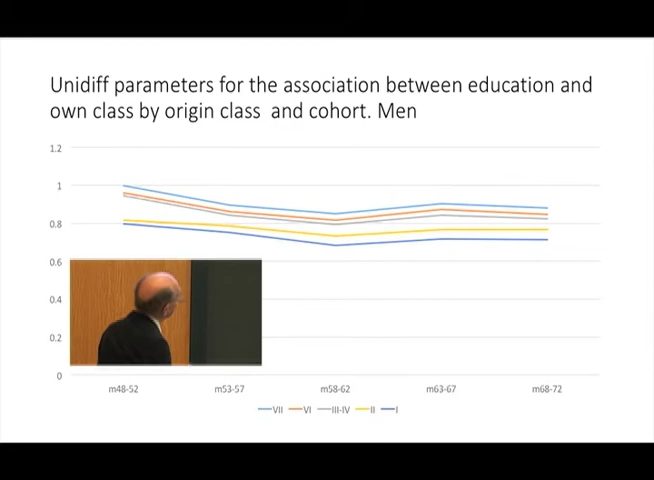 Unidiff parameters for the association between education and
own class by origin class and cohort. Men
1.2
1
0.8
0.6
0.4
0.2
0
m48-52 m53-57 m58-62 m63-67 m68-72
VII VI III-IV II I